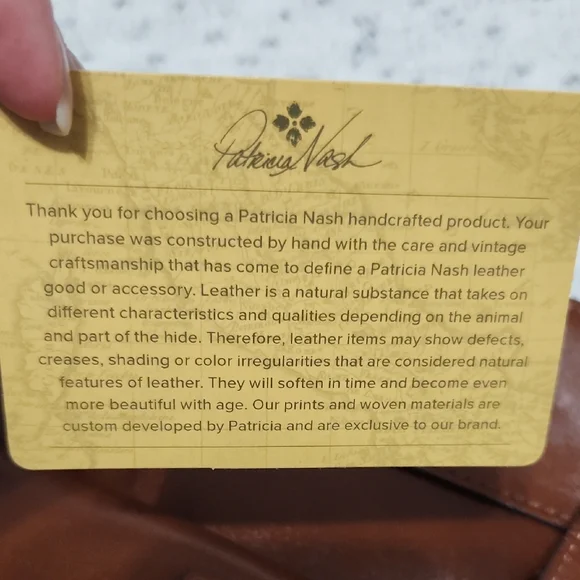 Patricia Nash
Thank you for choosing a Patricia Nash handcrafted product. Your
purchase was constructed by hand with the care and vintage
craftsmanship that has come to define a Patricia Nash leather
good or accessory. Leather is a natural substance that takes on
different characteristics and qualities depending on the animal
and part of the hide. Therefore, leather items may show defects,
creases, shading or color irregularities that are considered natural
features of leather. They will soften in time and become even
more beautiful with age. Our prints and woven materials are
custom developed by Patricia and are exclusive to our brand.